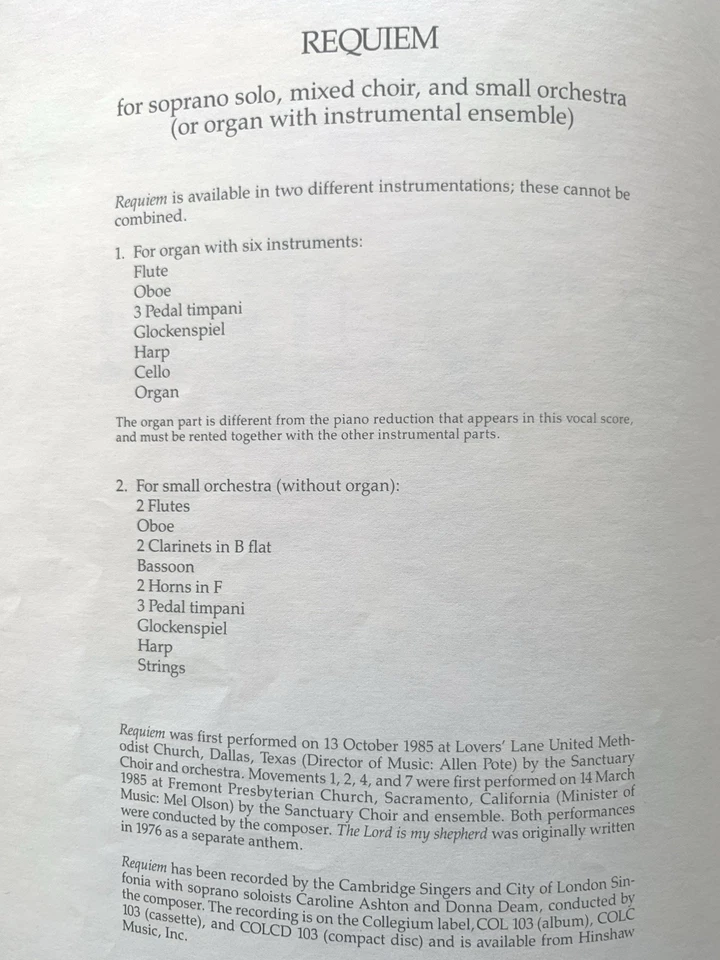 REQUIEM
for soprano solo, mixed choir, and small orchestra
(or organ with instrumental ensemble)
Requiem is available in two different instrumentations; these cannot be
combined.
1. For organ with six instruments:
Flute
Oboe
3 Pedal timpani
Glockenspiel
Harp
Cello
Organ
The organ part is different from the piano reduction that appears in this vocal score,
and must be rented together with the other instrumental parts.
2. For small orchestra (without organ):
2 Flutes
Oboe
2 Clarinets in B flat
Bassoon
2 Horns in F
3 Pedal timpani
Glockenspiel
Harp
Strings
Requiem was first performed on 13 October 1985 at Lovers' Lane United Meth-
odist Church, Dallas, Texas (Director of Music: Allen Pote) by the Sanctuary
Choir and orchestra. Movements 1, 2, 4, and 7 were first performed on 14 March
1985 at Fremont Presbyterian Church, Sacramento, California (Minister of
Music: Mel Olson) by the Sanctuary Choir and ensemble. Both performances
were conducted by the composer. The Lord is my shepherd was originally written
in 1976 as a separate anthem.
Requiem has been recorded by the Cambridge Singers and City of London Sin-
fonia with soprano soloists Caroline Ashton and Donna Deam, conducted by
the composer. The recording is on the Collegium label, COL 103 (album), COLC
103 (cassette), and COLCD 103 (compact disc) and is available from Hinshaw
Music, Inc.